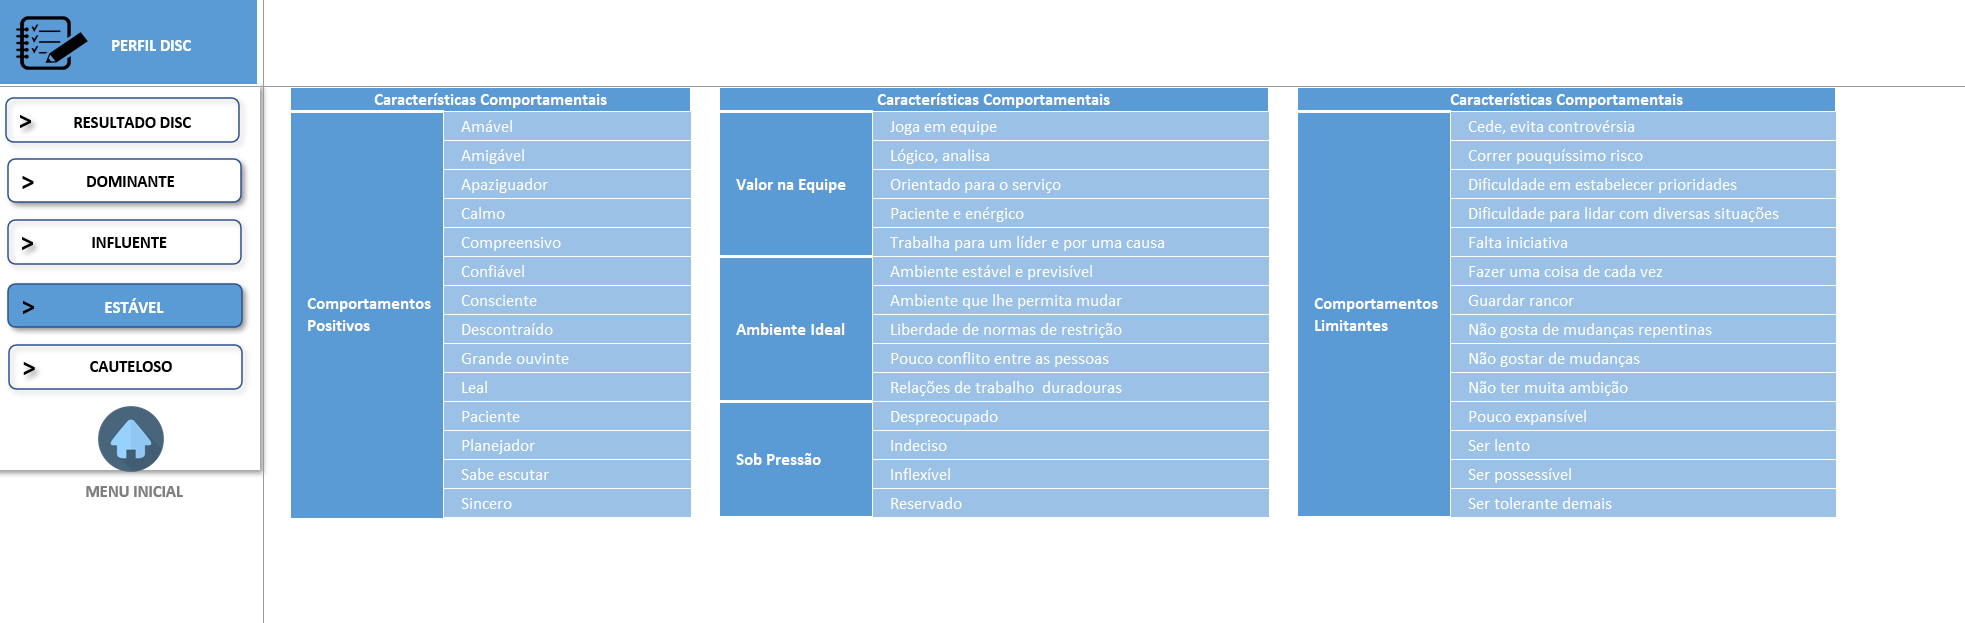 PERFIL DISC
> RESULTADO DISC
> DOMINANTE
> INFLUENTE
> ESTÁVEL
> CAUTELOSO
MENU INICIAL
Características Comportamentais
Comportamentos
Positivos
Amável
Amigável
Apaziguador
Calmo
Compreensivo
Confiável
Consciente
Descontraído
Grande ouvinte
Leal
Paciente
Planejador
Sabe escutar
Sincero
Características Comportamentais
Valor na Equipe
Joga em equipe
Lógico, analisa
Orientado para o serviço
Paciente e enérgico
Trabalha para um líder e por uma causa
Ambiente Ideal
Ambiente estável e previsível
Ambiente que lhe permita mudar
Liberdade de normas de restrição
Pouco conflito entre as pessoas
Relações de trabalho  duradouras
Sob Pressão
Despreocupado
Indeciso
Inflexível
Reservado
Características Comportamentais
Comportamentos
Limitantes
Cede, evita controvérsia
Correr pouquíssimo risco
Dificuldade em estabelecer prioridades
Dificuldade para lidar com diversas situações
Falta iniciativa
Fazer uma coisa de cada vez
Guardar rancor
Não gosta de mudanças repentinas
Não gostar de mudanças
Não ter muita ambição
Pouco expansível
Ser lento
Ser possessível
Ser tolerante demais